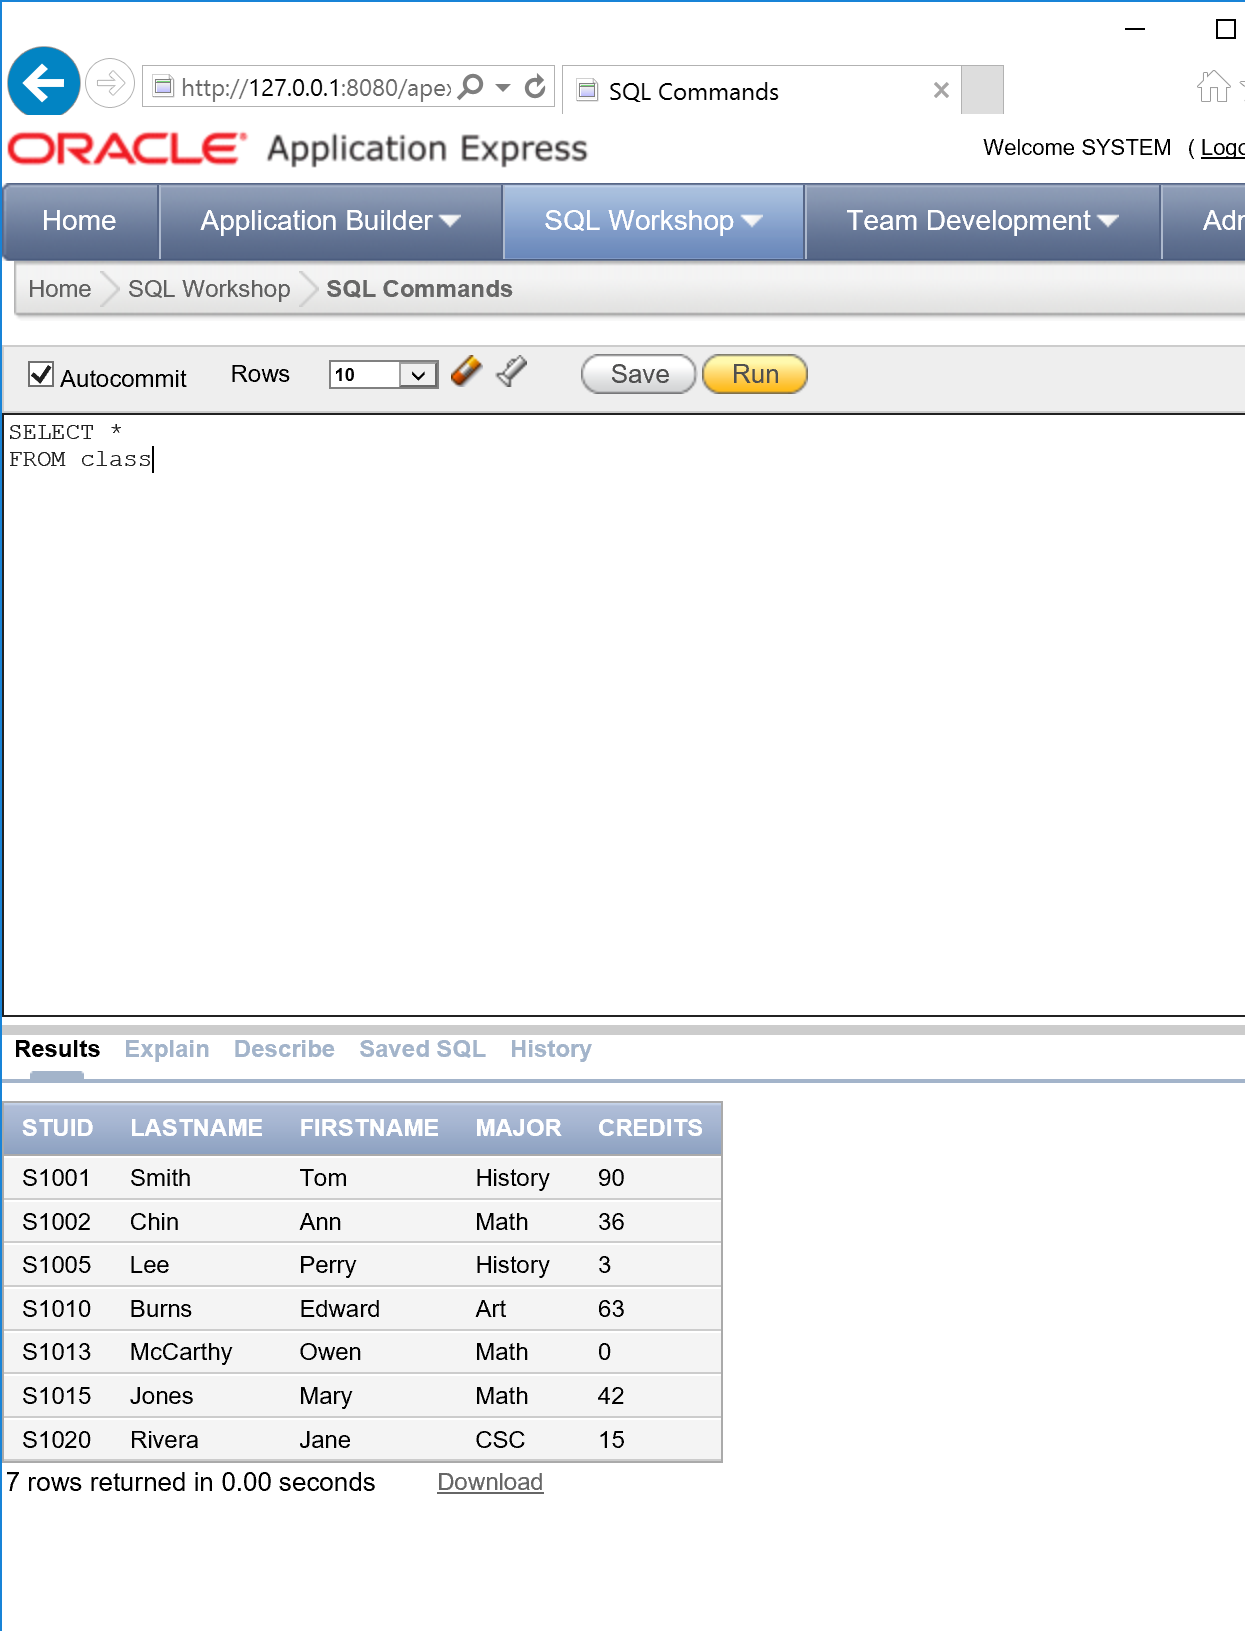 http://127.0.0.1:8080/apex
SQL Commands
ORACLE Application Express
Welcome SYSTEM ( Logo
Home Application Builder SQL Workshop Team Development Adm
Home SQL Workshop SQL Commands
Autocommit Rows 10 Save Run
SELECT *
FROM class
Results Explain Describe Saved SQL History
STUID LASTNAME FIRSTNAME MAJOR CREDITS
S1001 Smith Tom History 90
S1002 Chin Ann Math 36
S1005 Lee Perry History 3
S1010 Burns Edward Art 63
S1013 McCarthy Owen Math 0
S1015 Jones Mary Math 42
S1020 Rivera Jane CSC 15
7 rows returned in 0.00 seconds Download